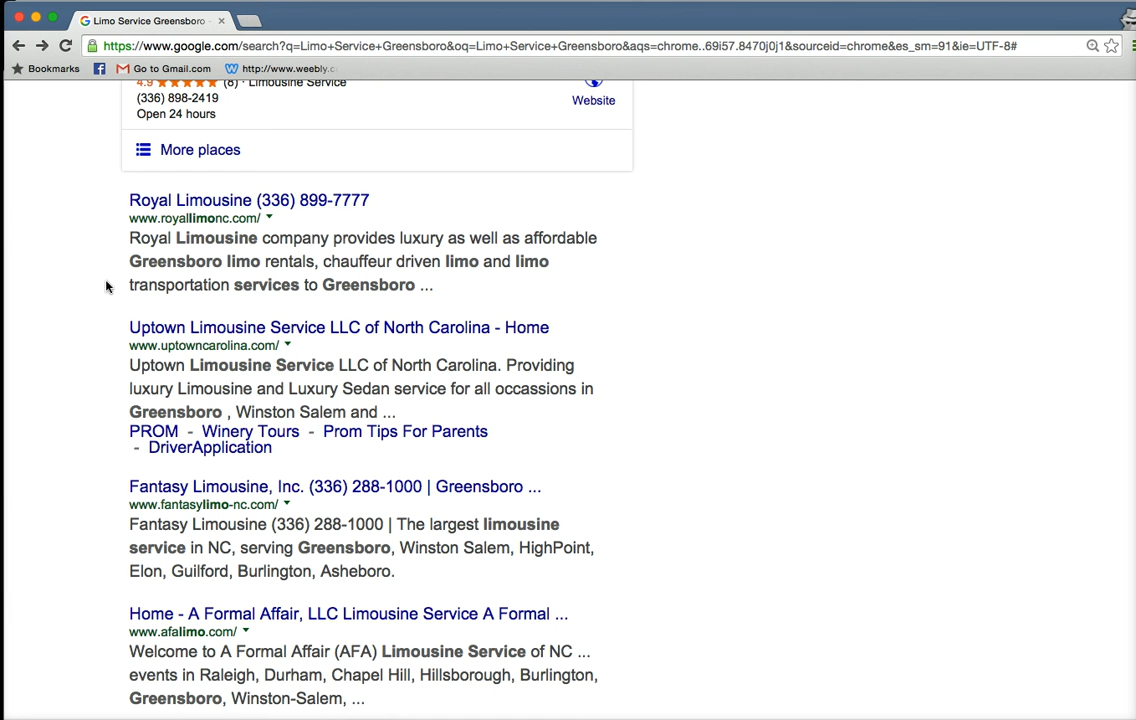 Limo Service Greensboro
https://www.google.com/search?q=Limo+Service+Greensboro&oq=Limo+Service+Greensboro&aqs=chrome..69i57.8470j0j1&sourceid=chrome&es_sm=91&ie=UTF-8#
Bookmarks Go to Gmail.com http://www.weebly.c
4.9 (8) · Limousine Service
(336) 898-2419
Website
Open 24 hours
More places
Royal Limousine (336) 899-7777
www.royallimonc.com/
Royal Limousine company provides luxury as well as affordable
Greensboro limo rentals, chauffeur driven limo and limo
transportation services to Greensboro ...
Uptown Limousine Service LLC of North Carolina - Home
www.uptowncarolina.com/
Uptown Limousine Service LLC of North Carolina. Providing
luxury Limousine and Luxury Sedan service for all occassions in
Greensboro , Winston Salem and ...
PROM - Winery Tours - Prom Tips For Parents
- DriverApplication
Fantasy Limousine, Inc. (336) 288-1000 | Greensboro ...
www.fantasylimo-nc.com/
Fantasy Limousine (336) 288-1000 | The largest limousine
service in NC, serving Greensboro, Winston Salem, HighPoint,
Elon, Guilford, Burlington, Asheboro.
Home - A Formal Affair, LLC Limousine Service A Formal ...
www.afalimo.com/
Welcome to A Formal Affair (AFA) Limousine Service of NC ...
events in Raleigh, Durham, Chapel Hill, Hillsborough, Burlington,
Greensboro, Winston-Salem, ...